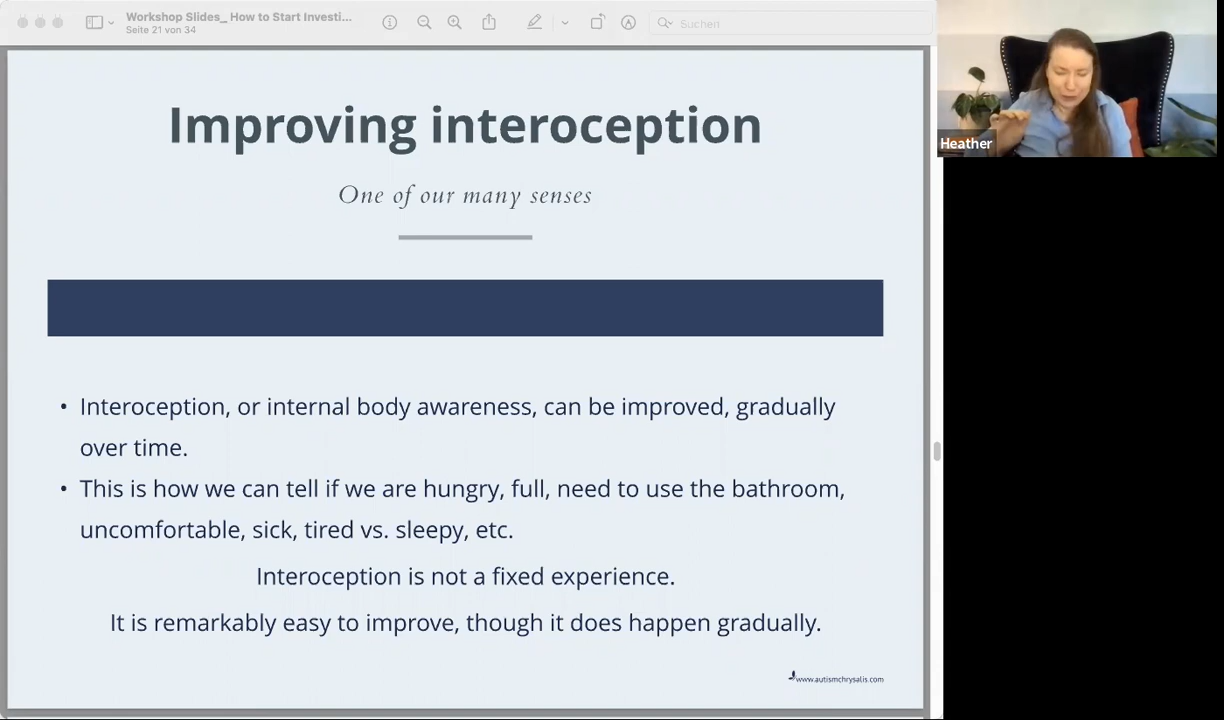 Workshop Slides_ How to Start Investi...
Seite 21 von 34
Suchen
Heather
Improving interoception
One of our many senses
• Interoception, or internal body awareness, can be improved, gradually
over time.
• This is how we can tell if we are hungry, full, need to use the bathroom,
uncomfortable, sick, tired vs. sleepy, etc.
Interoception is not a fixed experience.
It is remarkably easy to improve, though it does happen gradually.
www.autismchrysalis.com